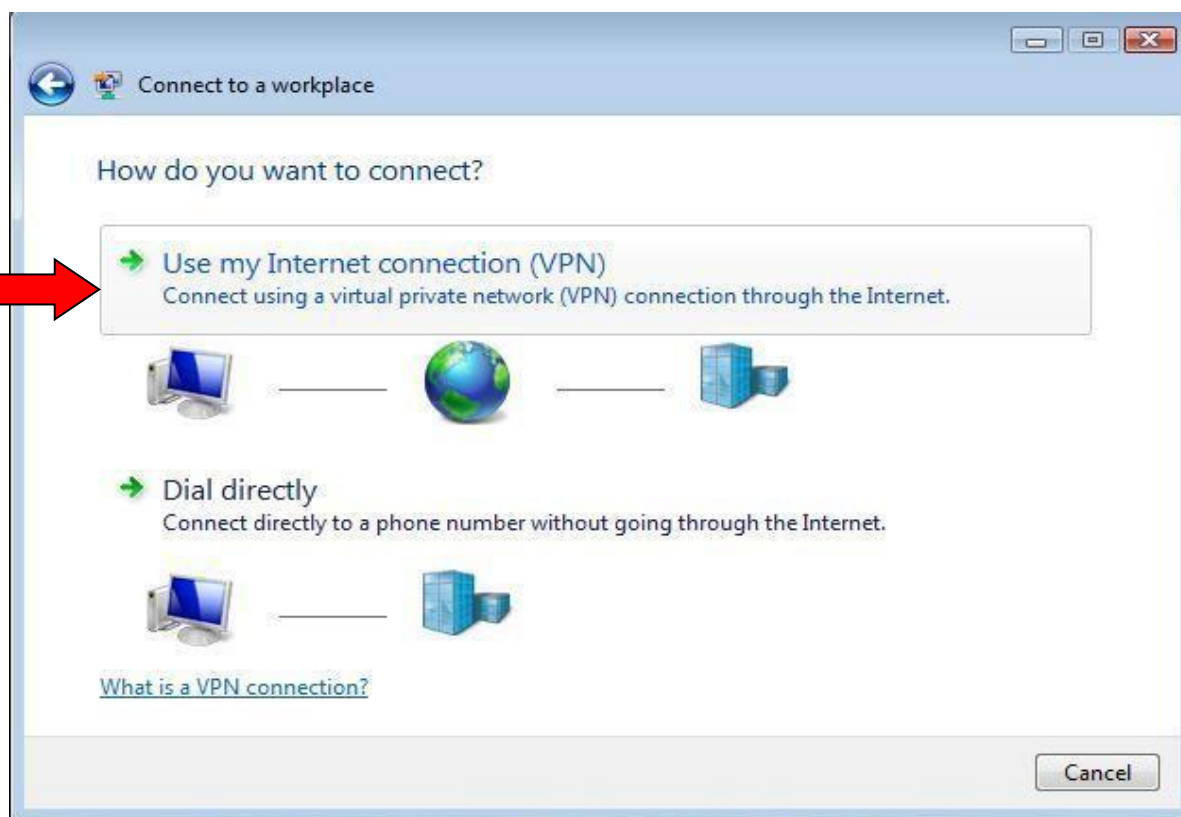 Connect to a workplace
How do you want to connect?
Use my Internet connection (VPN)
Connect using a virtual private network (VPN) connection through the Internet.
Dial directly
Connect directly to a phone number without going through the Internet.
What is a VPN connection?
Cancel